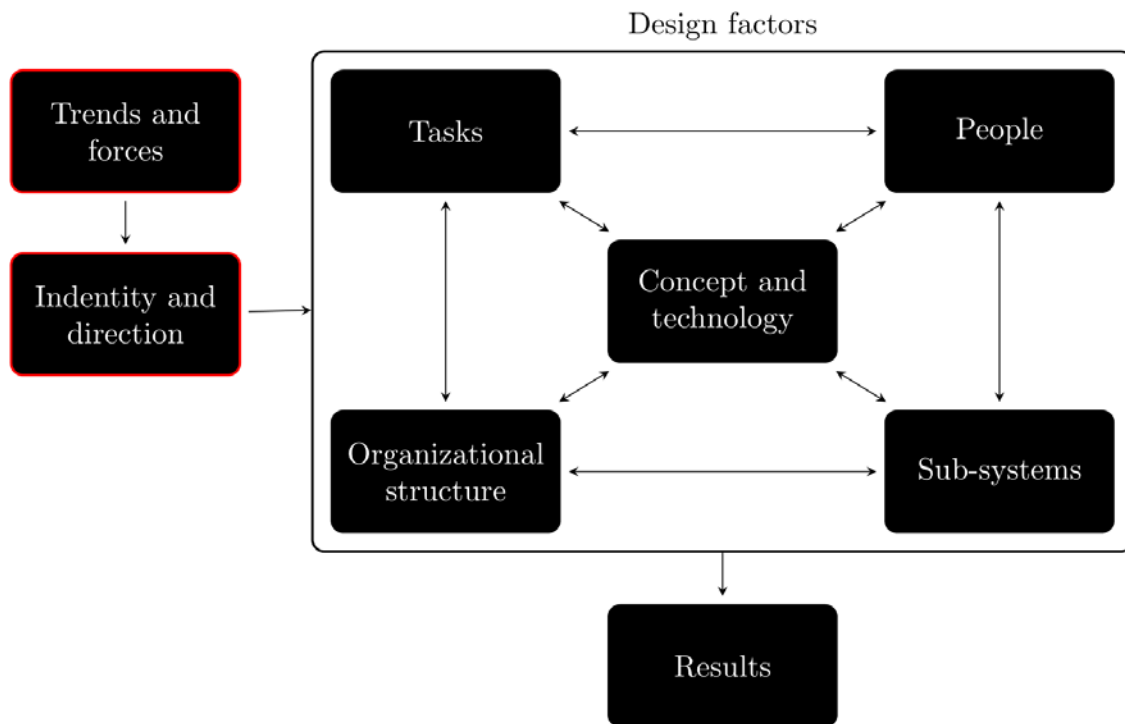 Design factors
Trends and
forces
Tasks
People
Indentity and
direction
Concept and
technology
Organizational
structure
Sub-systems
Results